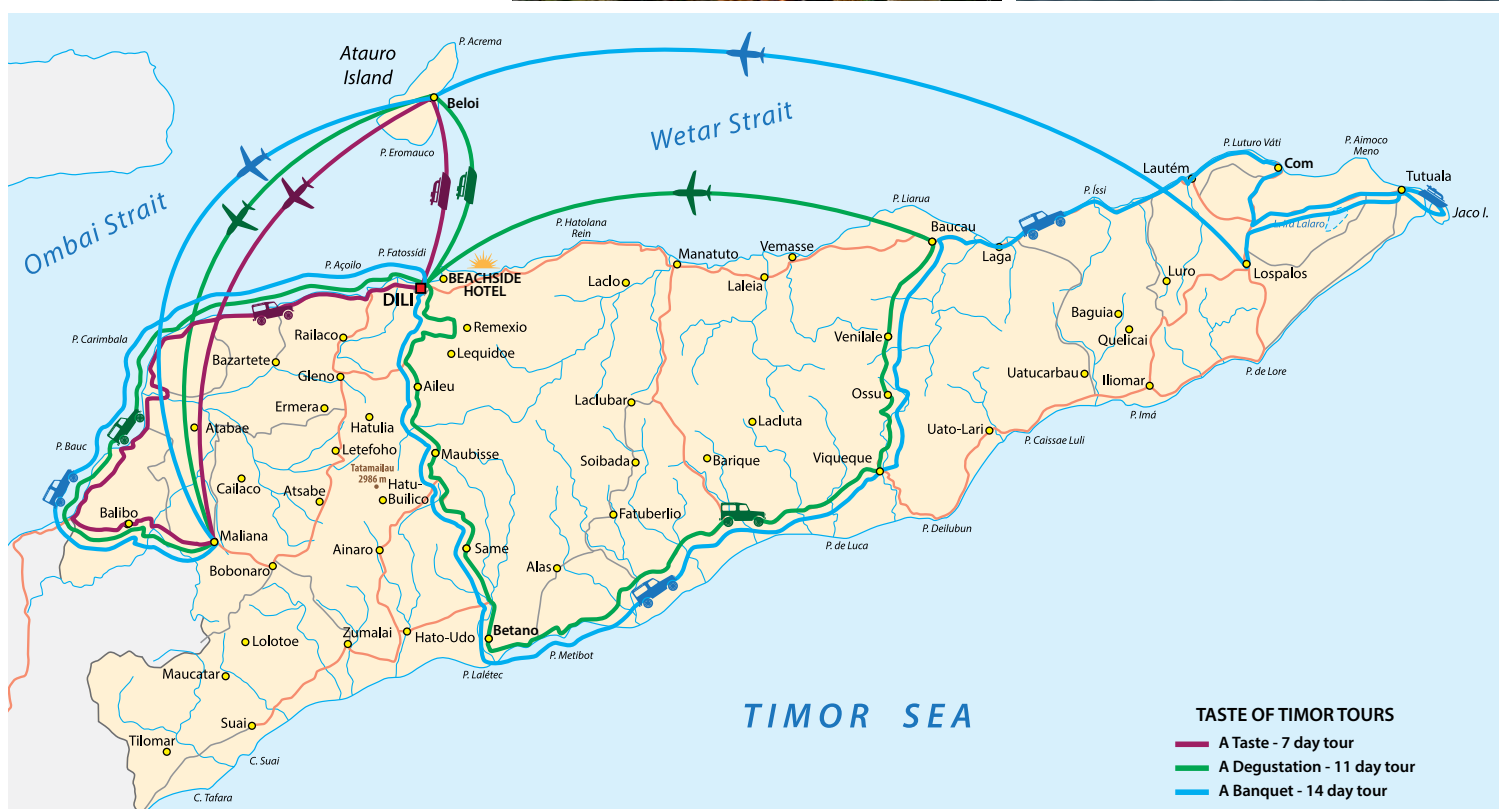 Atauro
Island
P. Acrema
Beloi
P. Eromauco
Wetar Strait
Ombai Strait
P. Luturo Váti
P. Aimoco
Meno
Com
Lautém
Tutuala
Jaco I.
P. Íssi
L. Ira Lalaro
P. Liarua
Baucau
Laga
Lospalos
P. Hatolana
Rein
Manatuto
Vemasse
Laleia
Laclo
P. Fatossídi
P. Açoilo
BEACHSIDE
HOTEL
DILI
Luro
Baguia
Quelicai
Remexio
Lequidoe
Railaco
P. Carimbala
Bazartete
Gleno
Venilale
Uatucarbau
Iliomar
P. de Lore
P. Imá
Aileu
Ermera
Hatulia
Laclubar
Lacluta
Ossu
Uato-Lari
P. Caissae Luli
Atabae
P. Bauc
Letefoho
Tatamailau
2986 m
Maubisse
Soibada
Barique
Viqueque
Cailaco
Atsabe
Hatu-
Builico
Fatuberlio
P. Deilubun
Balibo
Maliana
Ainaro
Same
P. de Luca
Bobonaro
Alas
Lolotoe
Zumalai
Hato-Udo
Betano
P. Metibot
P. Lalétec
Maucatar
Suai
Tilomar
C. Suai
C. Tafara
TIMOR SEA
TASTE OF TIMOR TOURS
A Taste - 7 day tour
A Degustation - 11 day tour
A Banquet - 14 day tour